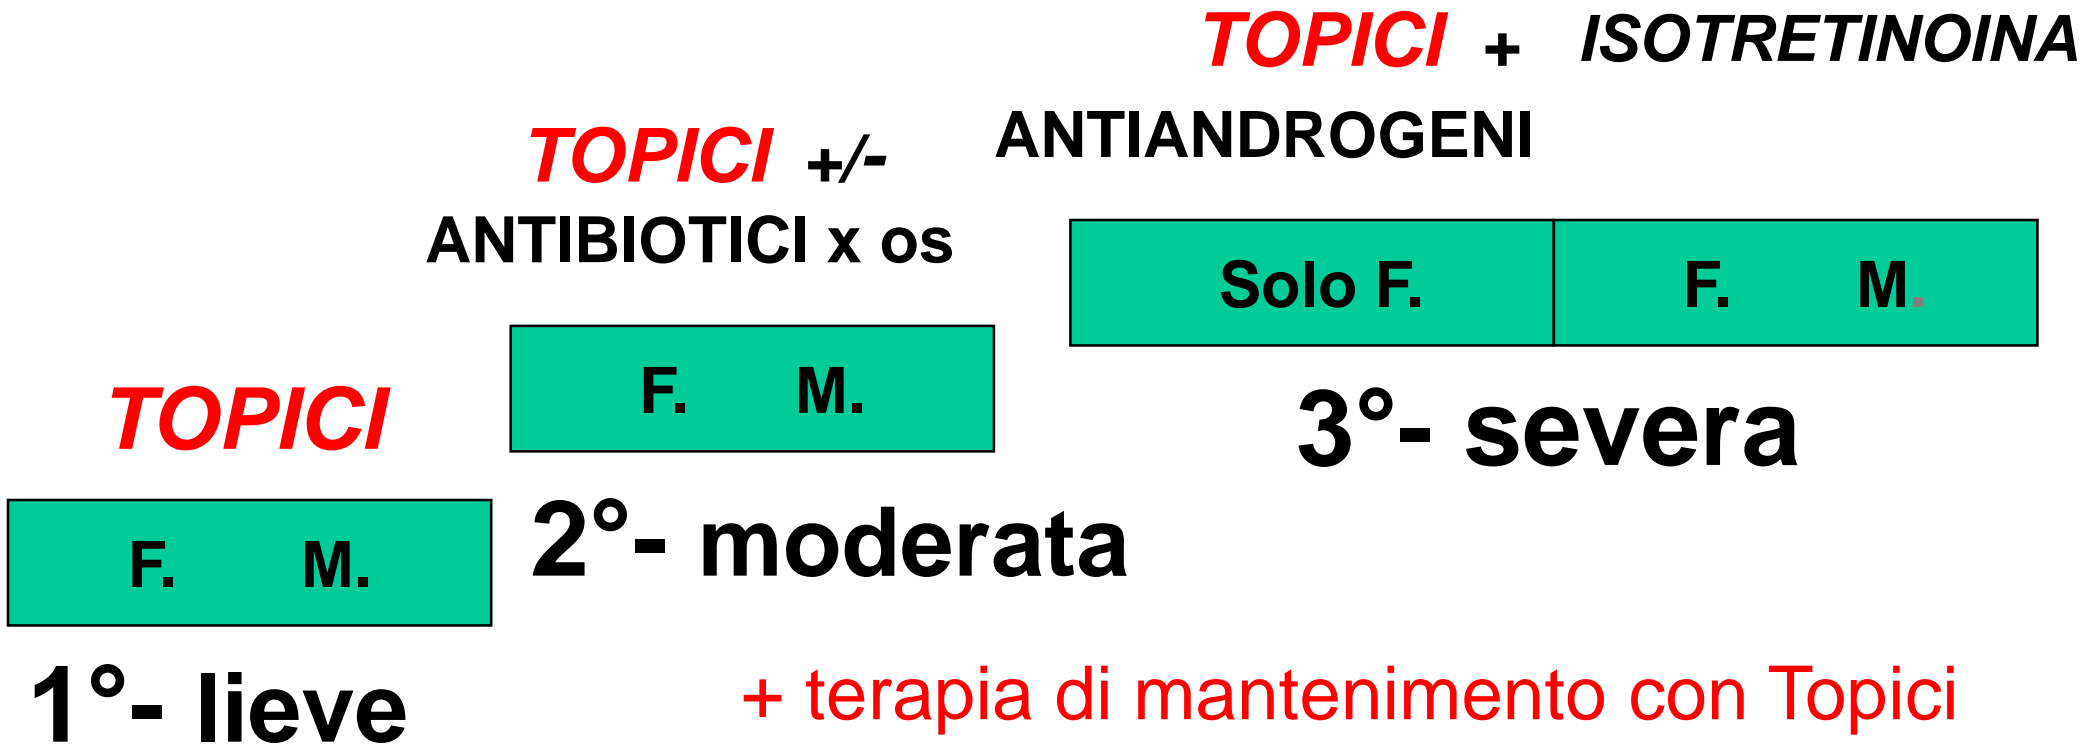 TOPICI + ISOTRETINOINA
ANTIANDROGENI
TOPICI +/-
ANTIBIOTICI x os
Solo F. F. M.
F. M.
TOPICI
3°- severa
2°- moderata
F. M.
1°- lieve
+ terapia di mantenimento con Topici